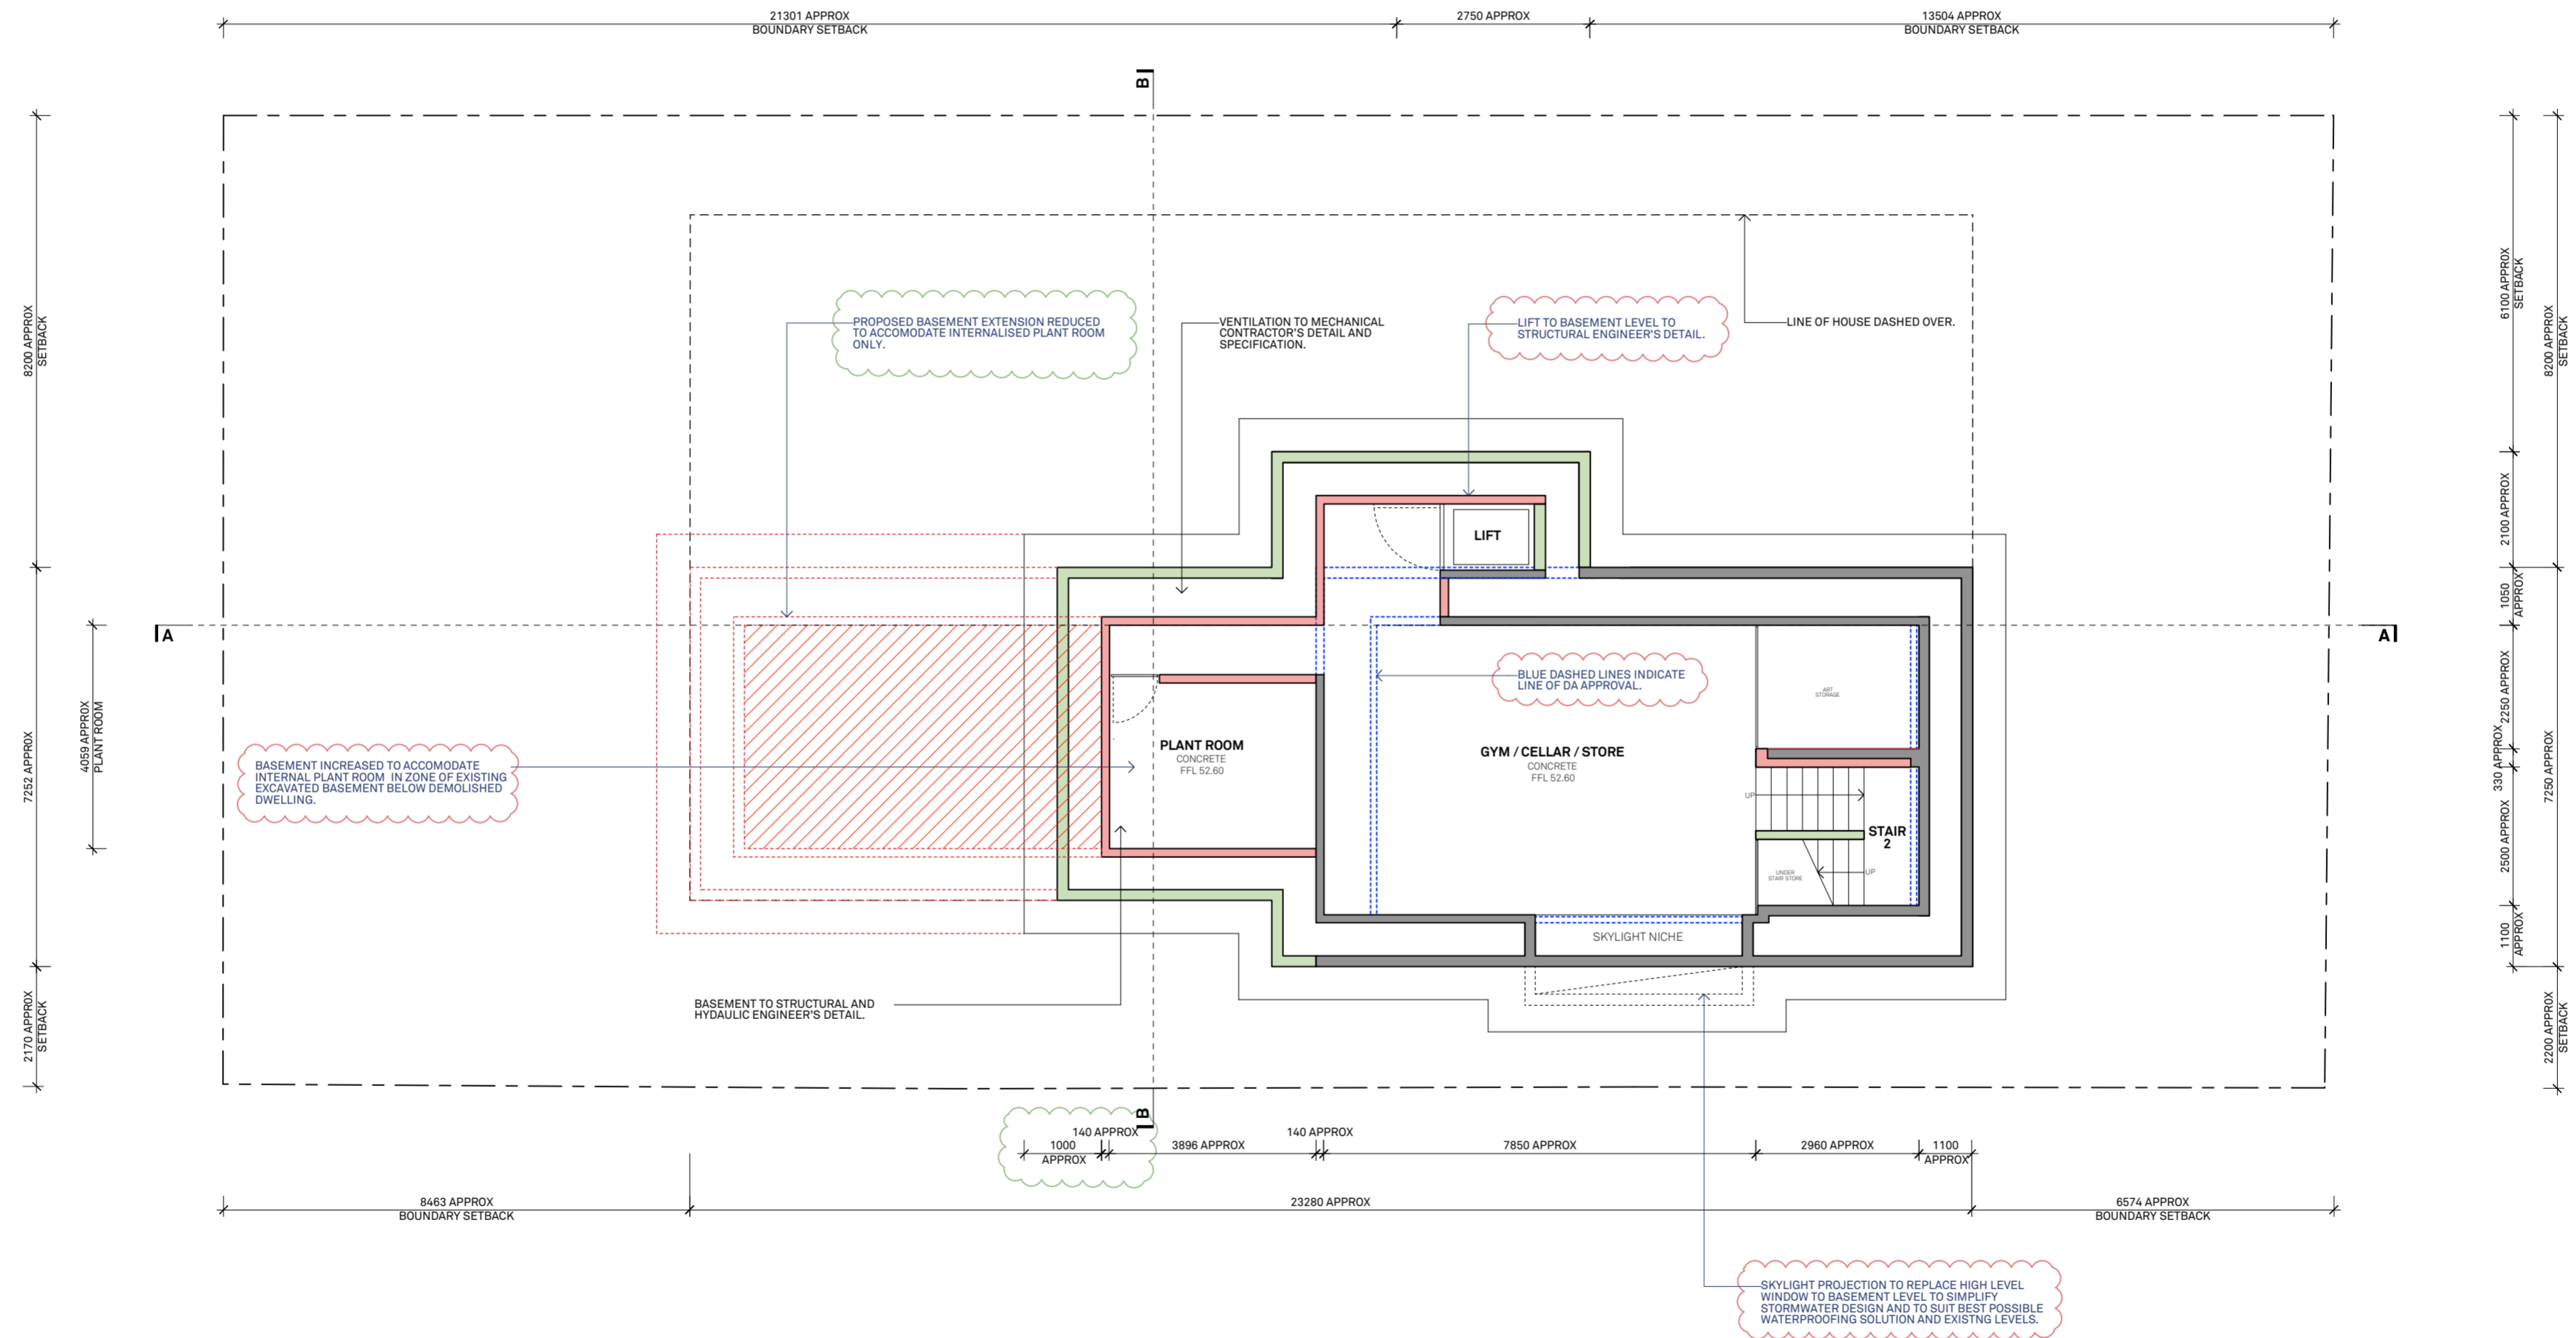 21301 APPROX
BOUNDARY SETBACK
2750 APPROX
13504 APPROX
BOUNDARY SETBACK
B
8200 APPROX
SETBACK
6100 APPROX
SETBACK
8200 APPROX
SETBACK
PROPOSED BASEMENT EXTENSION REDUCED
TO ACCOMODATE INTERNALISED PLANT ROOM
ONLY.
VENTILATION TO MECHANICAL
CONTRACTOR'S DETAIL AND
SPECIFICATION.
LIFT TO BASEMENT LEVEL TO
STRUCTURAL ENGINEER'S DETAIL.
LINE OF HOUSE DASHED OVER.
2100 APPROX
LIFT
1050
APPROX
A
A
BLUE DASHED LINES INDICATE
LINE OF DA APPROVAL.
ART
STORAGE
2250 APPROX
4059 APPROX
PLANT ROOM
7252 APPROX
BASEMENT INCREASED TO ACCOMODATE
INTERNAL PLANT ROOM IN ZONE OF EXISTING
EXCAVATED BASEMENT BELOW DEMOLISHED
DWELLING.
PLANT ROOM
CONCRETE
FFL 52.60
GYM / CELLAR / STORE
CONCRETE
FFL 52.60
UP
STAIR
2
UNDER
STAIR STORE
UP
330 APPROX
2500 APPROX
7250 APPROX
1100
APPROX
SKYLIGHT NICHE
2170 APPROX
SETBACK
BASEMENT TO STRUCTURAL AND
HYDAULIC ENGINEER'S DETAIL.
2200 APPROX
SETBACK
B
1000
APPROX
140 APPROX
3896 APPROX
140 APPROX
7850 APPROX
2960 APPROX
1100
APPROX
8463 APPROX
BOUNDARY SETBACK
23280 APPROX
6574 APPROX
BOUNDARY SETBACK
SKYLIGHT PROJECTION TO REPLACE HIGH LEVEL
WINDOW TO BASEMENT LEVEL TO SIMPLIFY
STORMWATER DESIGN AND TO SUIT BEST POSSIBLE
WATERPROOFING SOLUTION AND EXISTNG LEVELS.